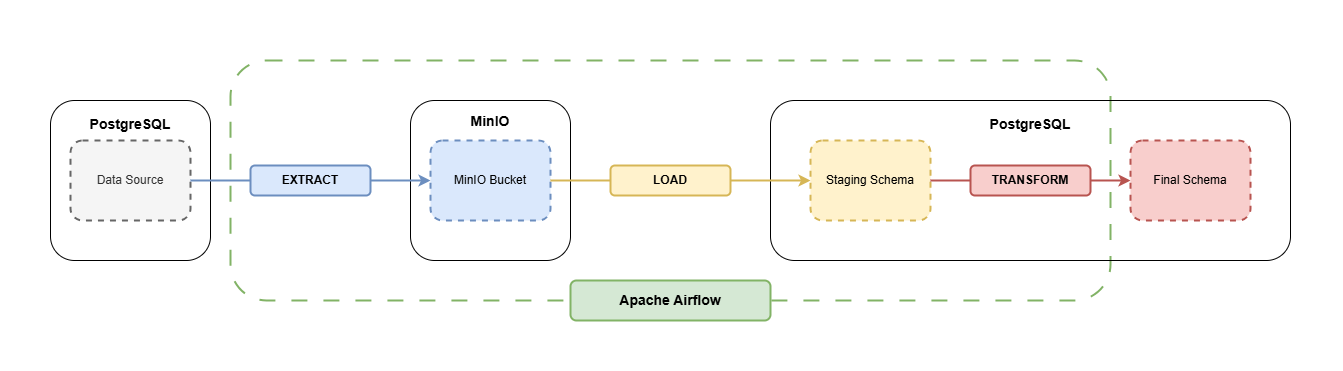 PostgreSQL
Data Source
EXTRACT
MinIO
MinIO Bucket
LOAD
PostgreSQL
Staging Schema
TRANSFORM
Final Schema
Apache Airflow